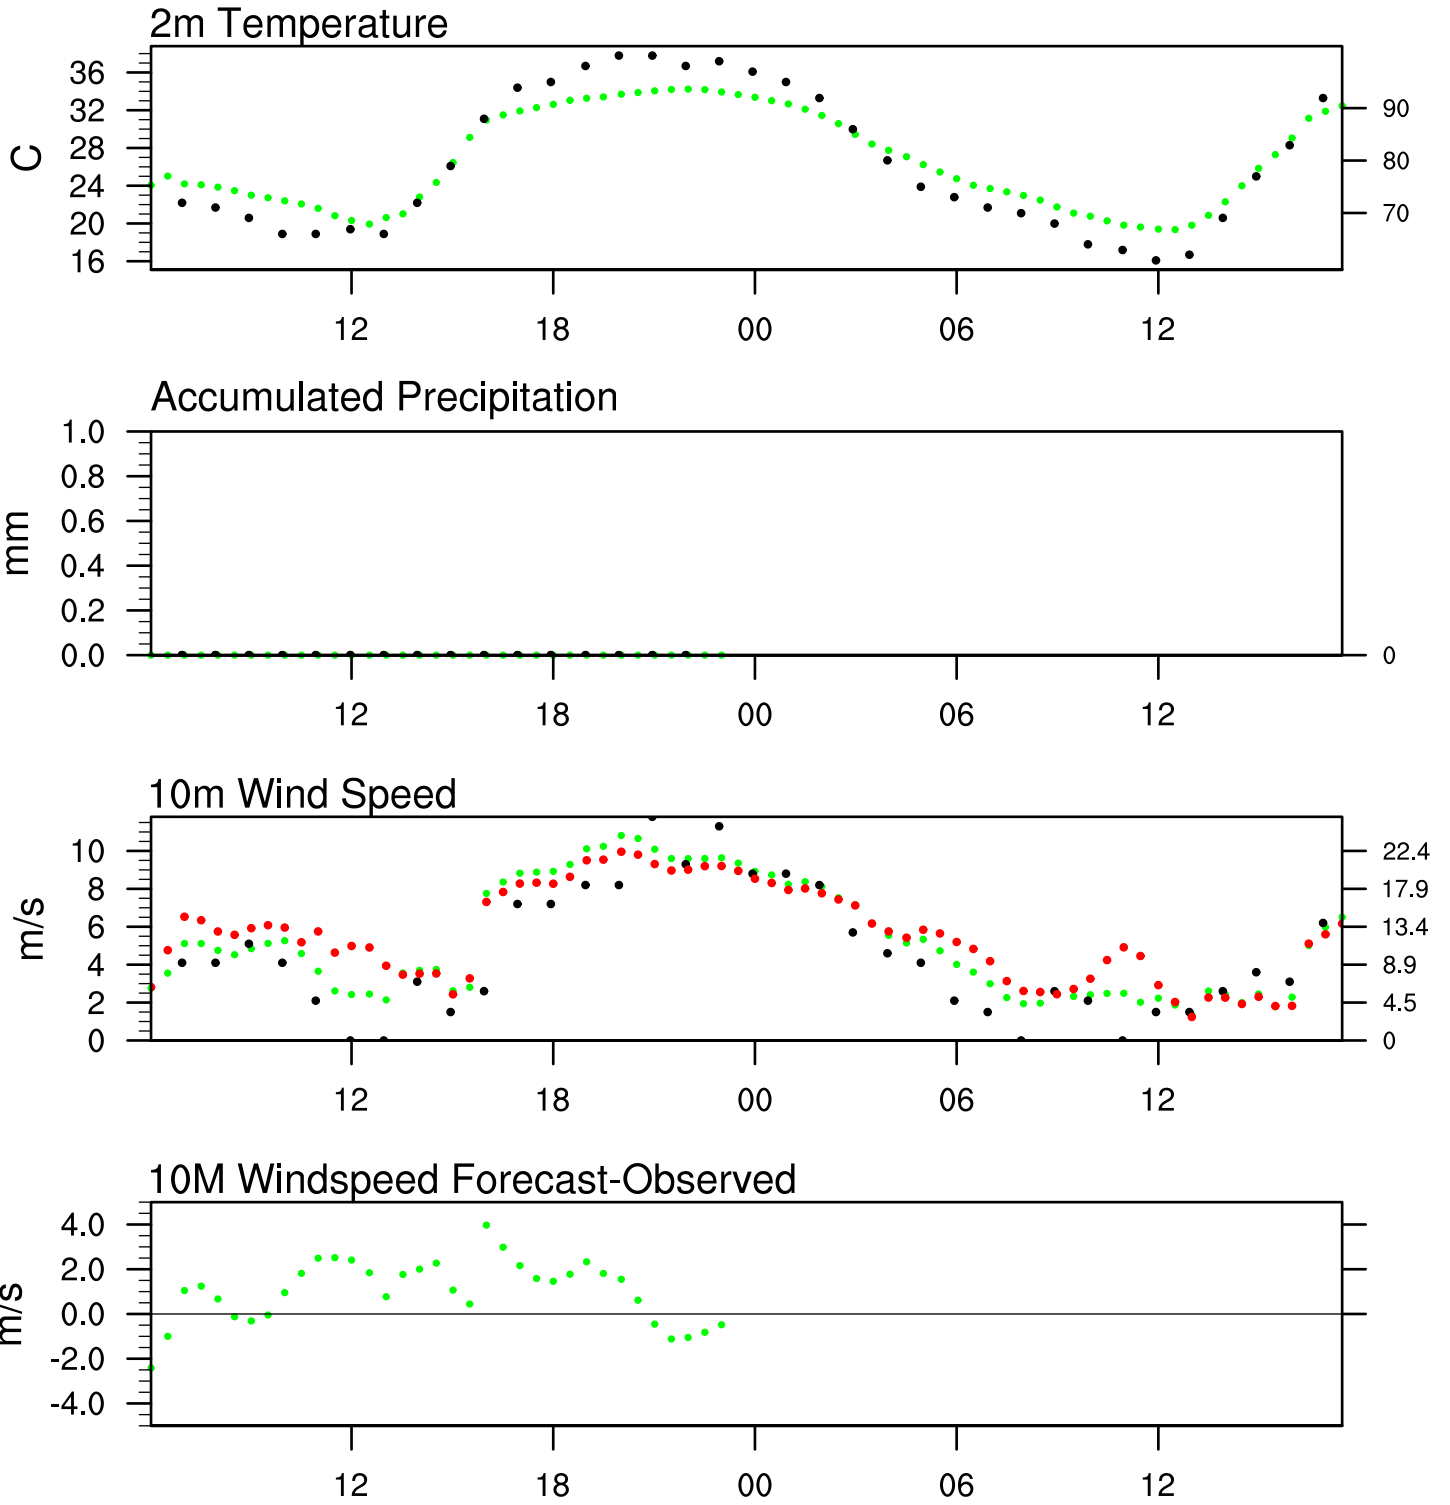 2m Temperature
36
32
28
24
20
16
C
90
80
70
12 18 00 06 12
Accumulated Precipitation
1.0
0.8
0.6
0.4
0.2
0.0
mm
0
12 18 00 06 12
10m Wind Speed
10
8
6
4
2
0
m/s
22.4
17.9
13.4
8.9
4.5
0
12 18 00 06 12
10M Windspeed Forecast-Observed
4.0
2.0
0.0
-2.0
-4.0
m/s
12 18 00 06 12